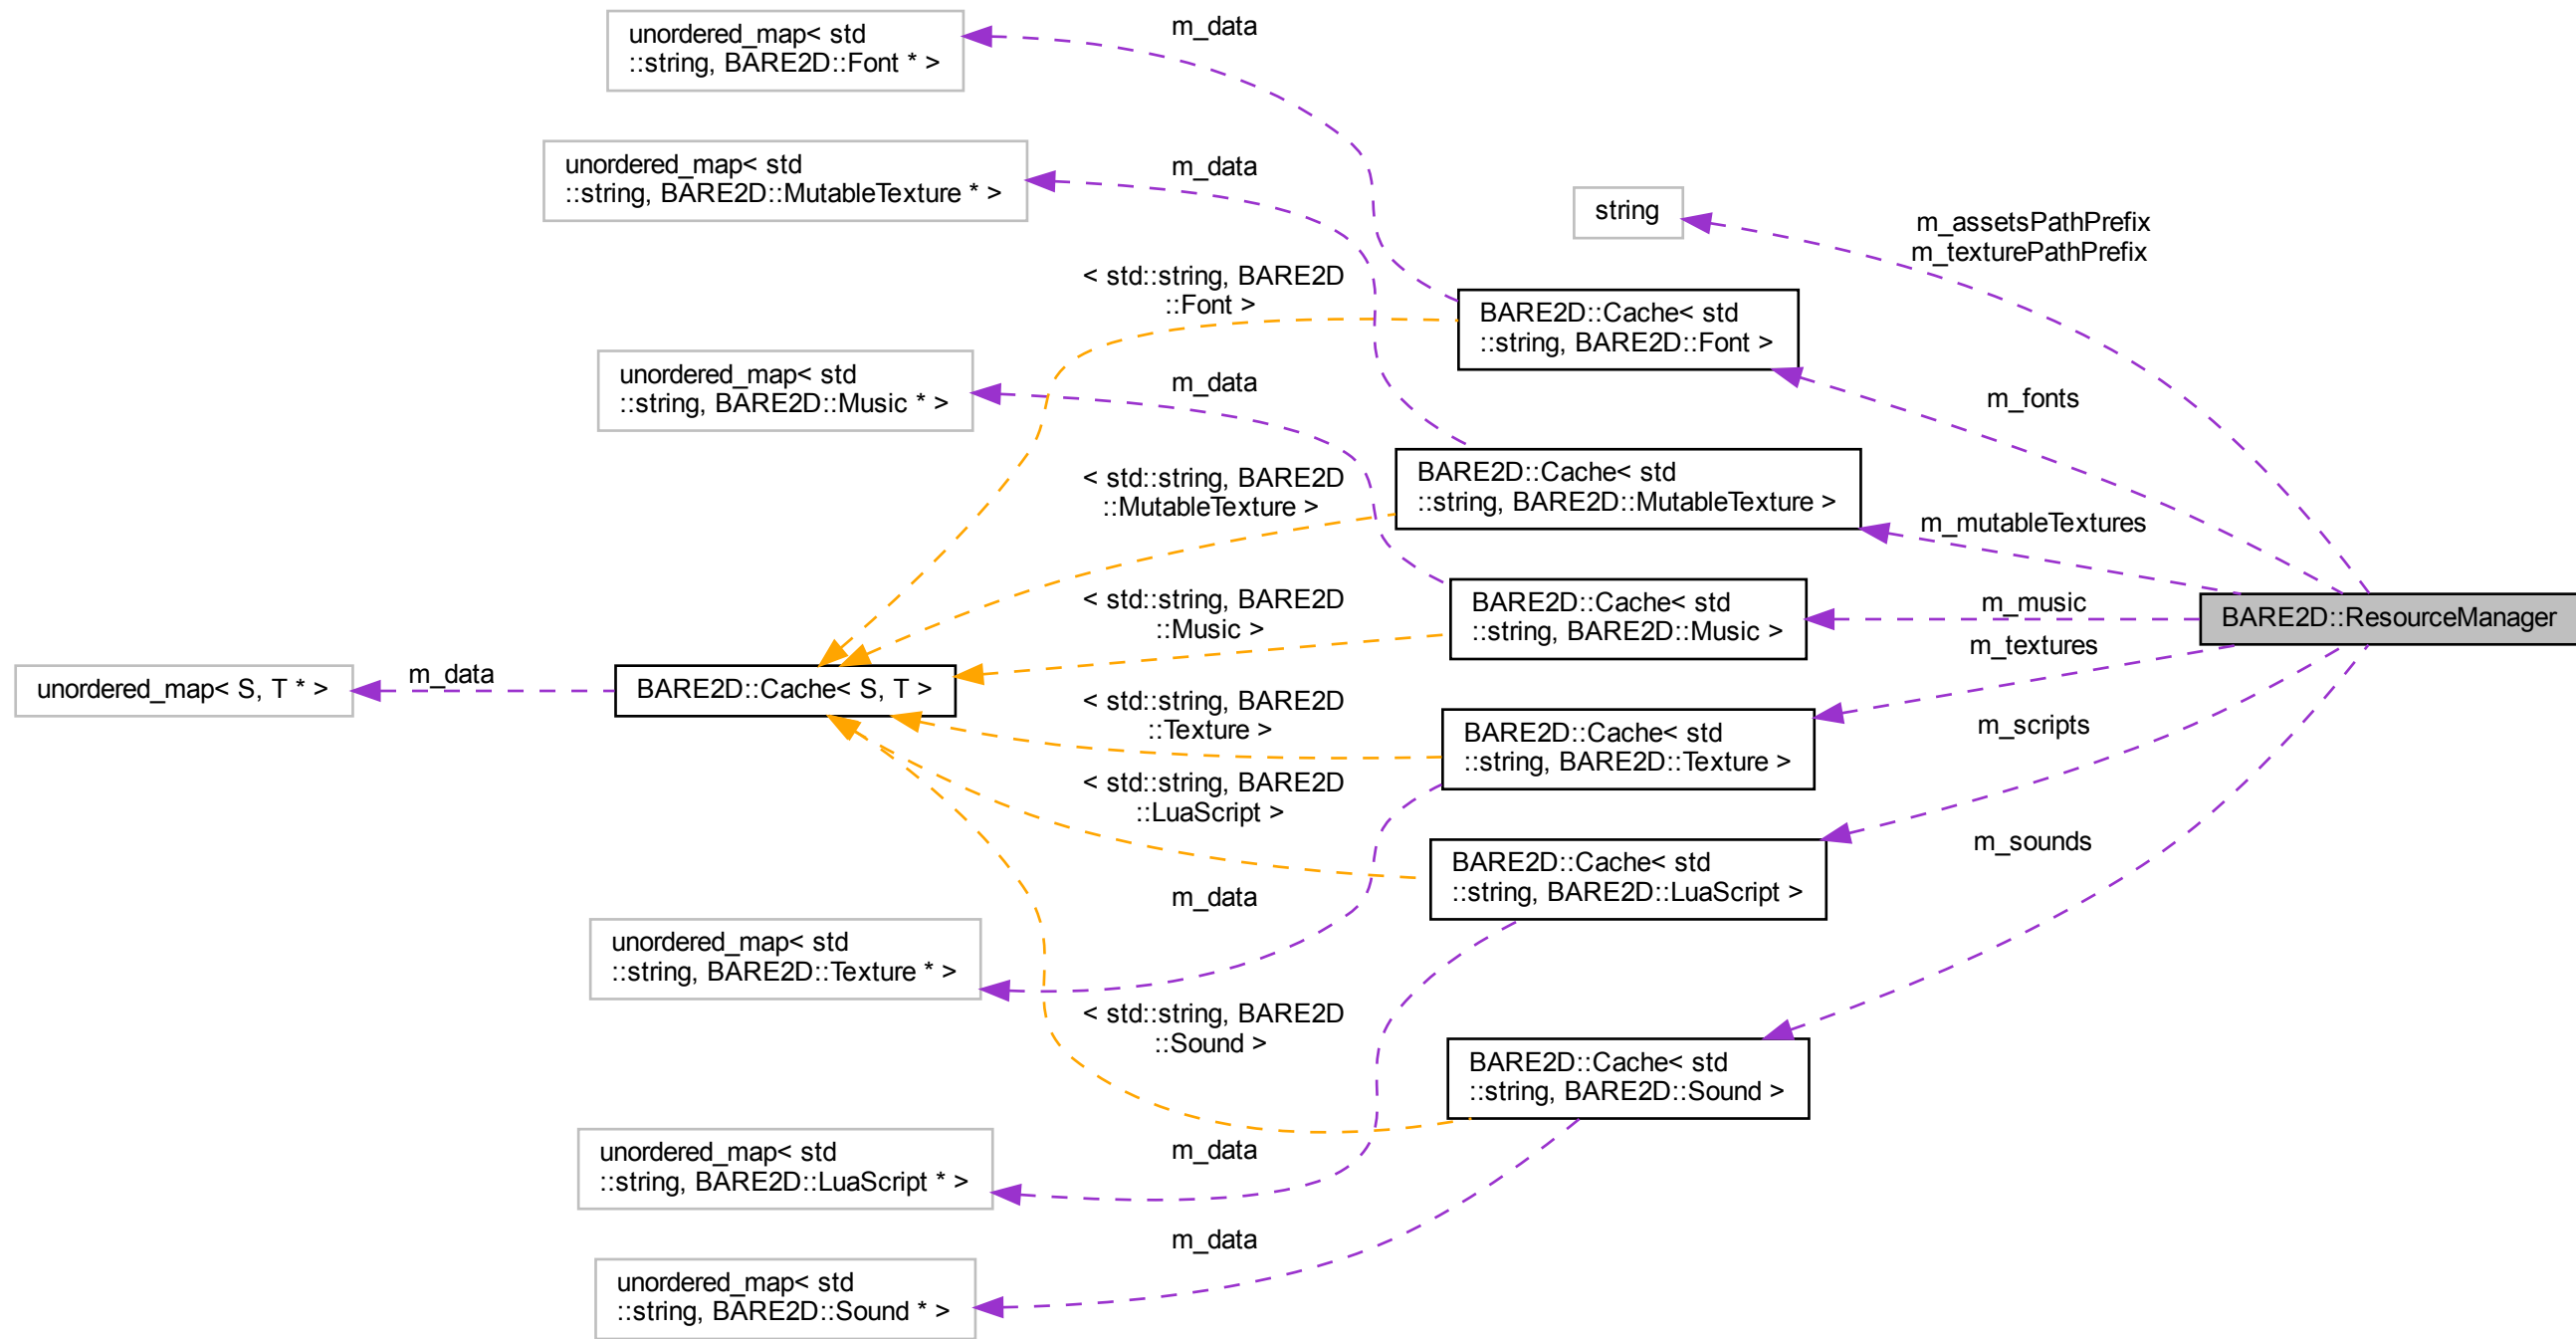 unordered_map< std
::string, BARE2D::Font * >
m_data
unordered_map< std
::string, BARE2D::MutableTexture * >
m_data
string
m_assetsPathPrefix
m_texturePathPrefix
< std::string, BARE2D
::Font >
BARE2D::Cache< std
::string, BARE2D::Font >
unordered_map< std
::string, BARE2D::Music * >
m_data
m_fonts
< std::string, BARE2D
::MutableTexture >
BARE2D::Cache< std
::string, BARE2D::MutableTexture >
m_mutableTextures
< std::string, BARE2D
::Music >
BARE2D::Cache< std
::string, BARE2D::Music >
m_music
BARE2D::ResourceManager
m_textures
unordered_map< S, T * >
m_data
BARE2D::Cache< S, T >
< std::string, BARE2D
::Texture >
BARE2D::Cache< std
::string, BARE2D::Texture >
m_scripts
< std::string, BARE2D
::LuaScript >
BARE2D::Cache< std
::string, BARE2D::LuaScript >
m_sounds
m_data
unordered_map< std
::string, BARE2D::Texture * >
< std::string, BARE2D
::Sound >
BARE2D::Cache< std
::string, BARE2D::Sound >
unordered_map< std
::string, BARE2D::LuaScript * >
m_data
m_data
unordered_map< std
::string, BARE2D::Sound * >